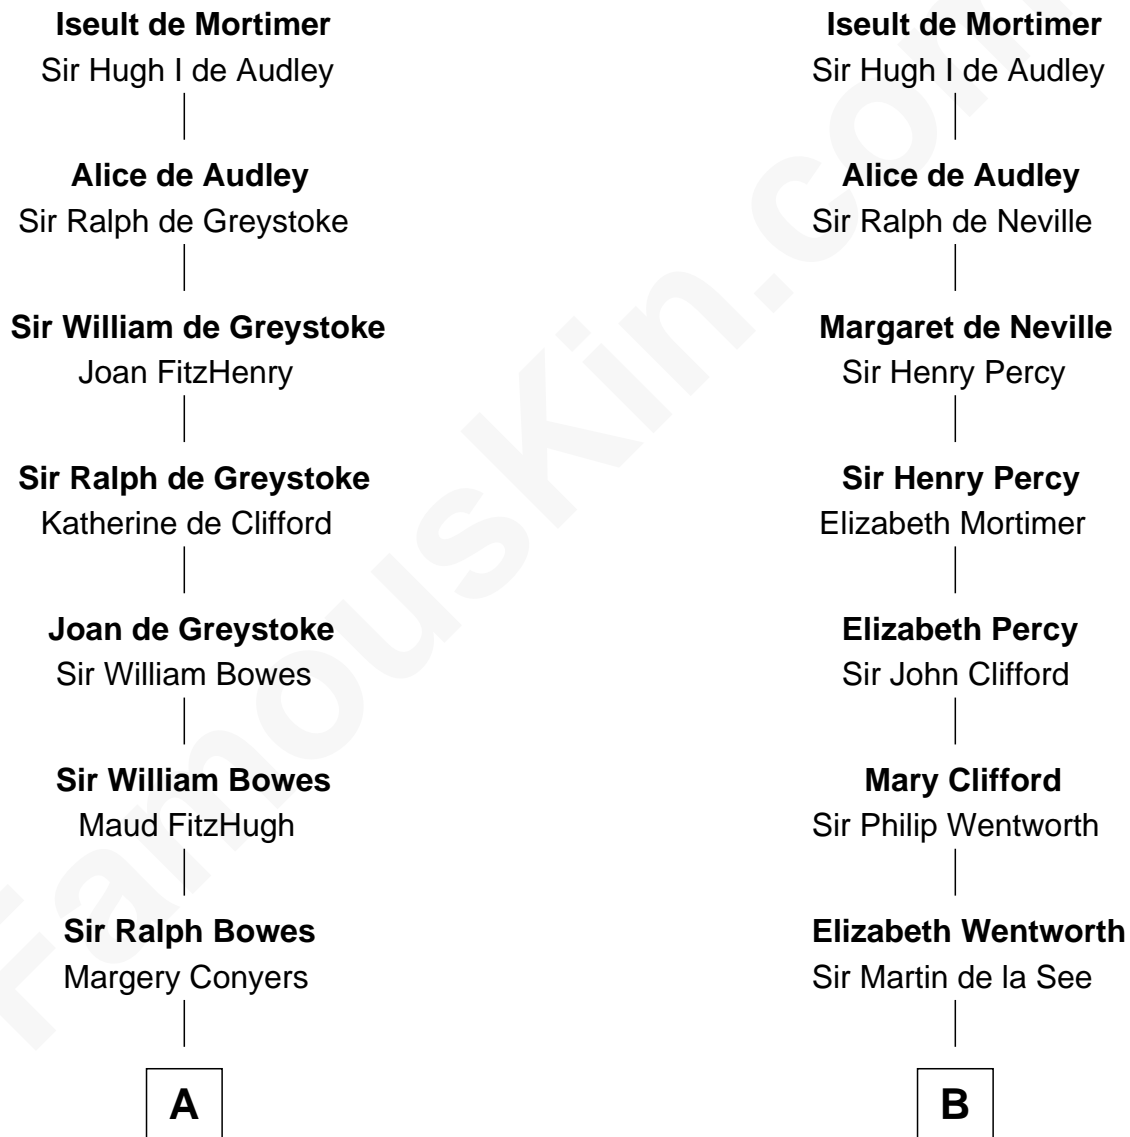 Iseult de Mortimer
Sir Hugh I de Audley
Alice de Audley
Sir Ralph de Greystoke
Sir William de Greystoke
Joan FitzHenry
Sir Ralph de Greystoke
Katherine de Clifford
Joan de Greystoke
Sir William Bowes
Sir William Bowes
Maud FitzHugh
Sir Ralph Bowes
Margery Conyers
A
Iseult de Mortimer
Sir Hugh I de Audley
Alice de Audley
Sir Ralph de Neville
Margaret de Neville
Sir Henry Percy
Sir Henry Percy
Elizabeth Mortimer
Elizabeth Percy
Sir John Clifford
Mary Clifford
Sir Philip Wentworth
Elizabeth Wentworth
Sir Martin de la See
B
FamousKin.com